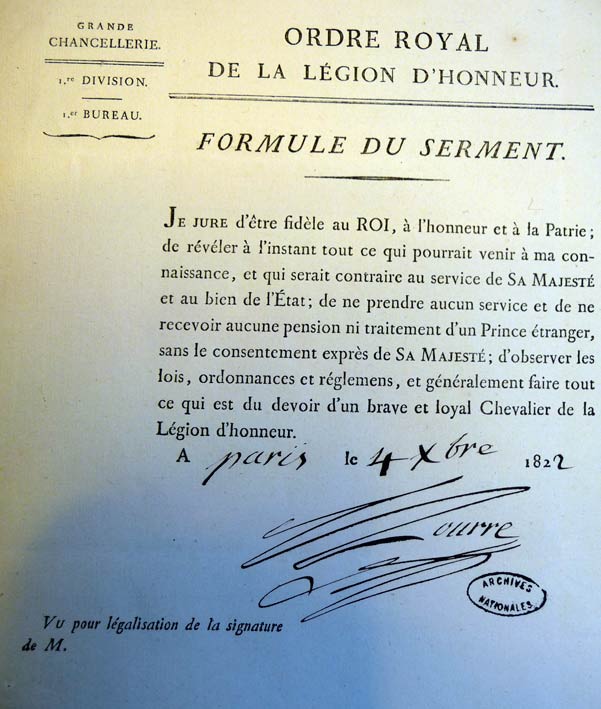 GRANDE
CHANCELLERIE.
1.re DIVISION.
1.er BUREAU.
ORDRE ROYAL
DE LA LÉGION D'HONNEUR.
FORMULE DU SERMENT.
JE JURE d'être fidèle au ROI, à l'honneur et à la Patrie;
de révéler à l'instant tout ce qui pourrait venir à ma con-
naissance, et qui serait contraire au service de SA MAJESTÉ
et au bien de l'État; de ne prendre aucun service et de ne
recevoir aucune pension ni traitement d'un Prince étranger,
sans le consentement exprès de SA MAJESTÉ; d'observer les
lois, ordonnances et réglemens, et généralement faire tout
ce qui est du devoir d'un brave et loyal Chevalier de la
Légion d'honneur.
A paris le 4 Xbre 1822
ARCHIVES
NATIONALES.
VU pour légalisation de la signature
de M.